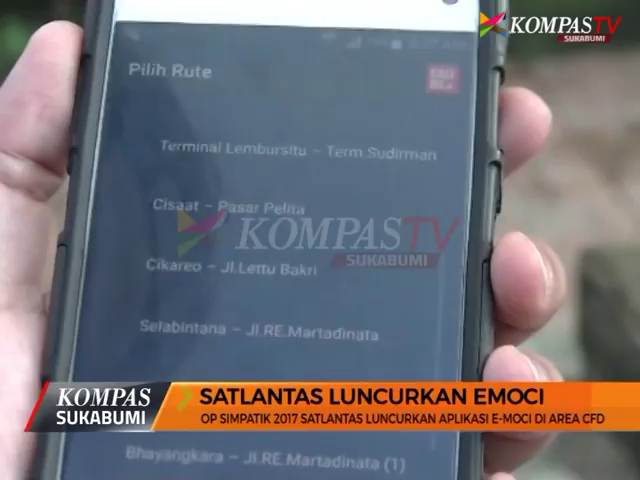 KOMPASTV
SUKABUMI
Pilih Rute
Terminal Lembursitu - Term Sudirman
Cisaat - Pasar Pelita
KOMPASTV
SUKABUMI
Cikareo - Jl.Lettu Bakri
Selabintana - Jl.RE.Martadinata
KOMPAS
SUKABUMI
SATLANTAS LUNCURKAN EMOCI
OP SIMPATIK 2017 SATLANTAS LUNCURKAN APLIKASI E-MOCI DI AREA CFD
Bhayangkara - Jl.RE.Martadinata (1)